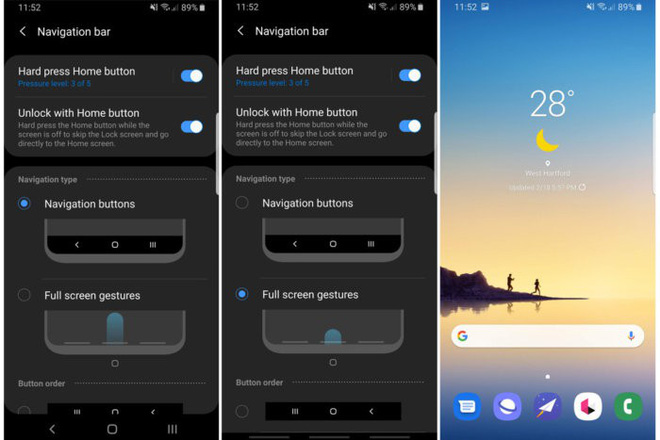 11:52
89%
Navigation bar
Hard press Home button
Pressure level: 3 of 5
Unlock with Home button
Hard press the Home button while the
screen is off to skip the Lock screen and go
directly to the Home screen.
Navigation type
Navigation buttons
Full screen gestures
Button order
11:52
89%
Navigation bar
Hard press Home button
Pressure level: 3 of 5
Unlock with Home button
Hard press the Home button while the
screen is off to skip the Lock screen and go
directly to the Home screen.
Navigation type
Navigation buttons
Full screen gestures
Button order
11:52
89%
28°
West Hartford
Updated